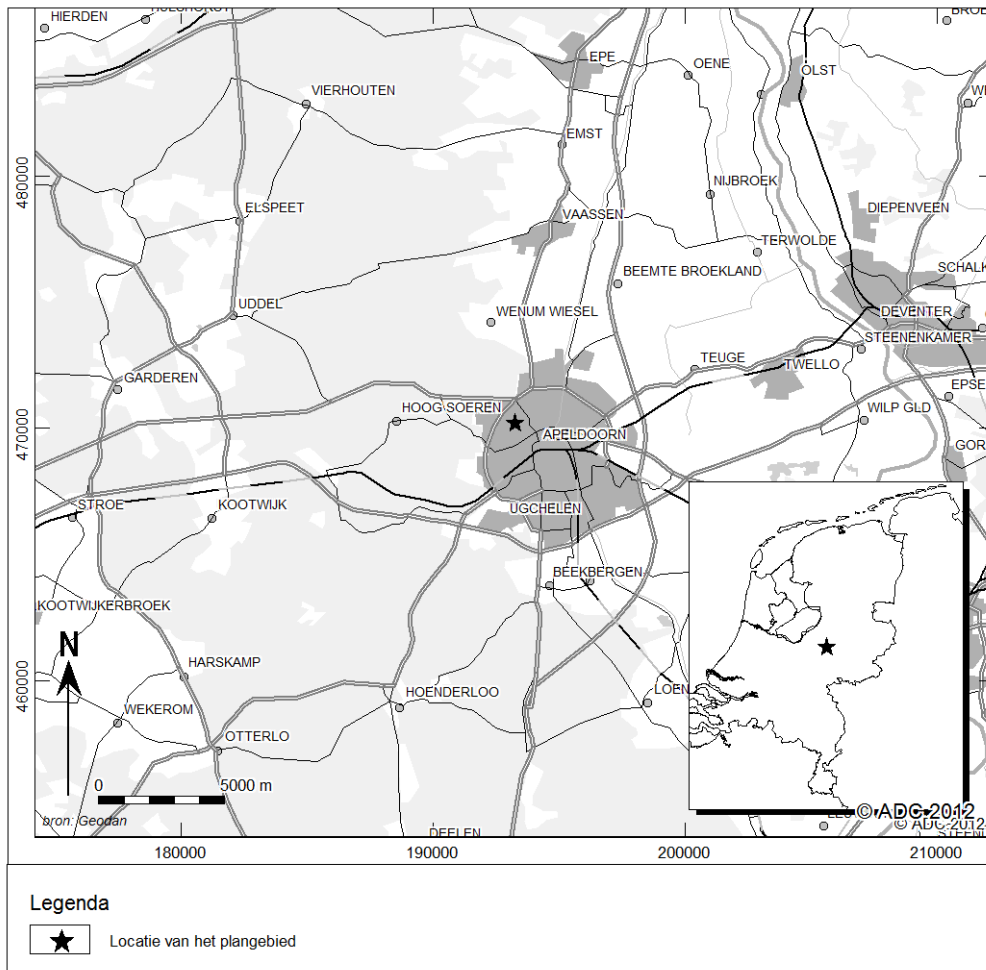 HIERDEN
EPE
OENE
OLST
VIERHOUTEN
EMST
NIJBROEK
480000
ELSPEET
VAASSEN
DIEPENVEEN
TERWOLDE
BEEMTE BROEKLAND
SCHALK
UDDEL
WENUM WIESEL
DEVENTER
STEENENKAMER
TEUGE
TWELLO
GARDEREN
EPSE
HOOG SOEREN
WILP GLD
470000
APELDOORN
GOR
STROE
KOOTWIJK
UGCHELEN
BEEKBERGEN
KOOTWIJKERBROEK
N
HARSKAMP
460000
HOENDERLOO
LOEN
WEKEROM
OTTERLO
0
5000 m
bron: Geodan
© ADC-2012
© ADC-2012
DEELEN
180000
190000
200000
210000
Legenda
Locatie van het plangebied